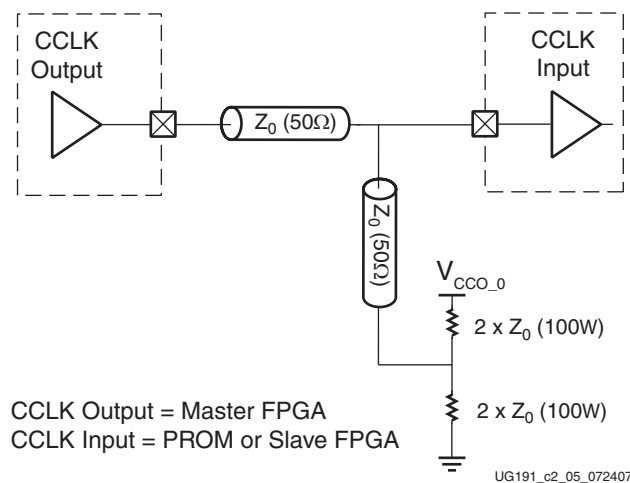 CCLK
Output
CCLK
Input
Z0 (50Ω)
Z0 (50Ω)
VCCO_0
2 x Z0 (100W)
2 x Z0 (100W)
CCLK Output = Master FPGA
CCLK Input = PROM or Slave FPGA
UG191_c2_05_072407